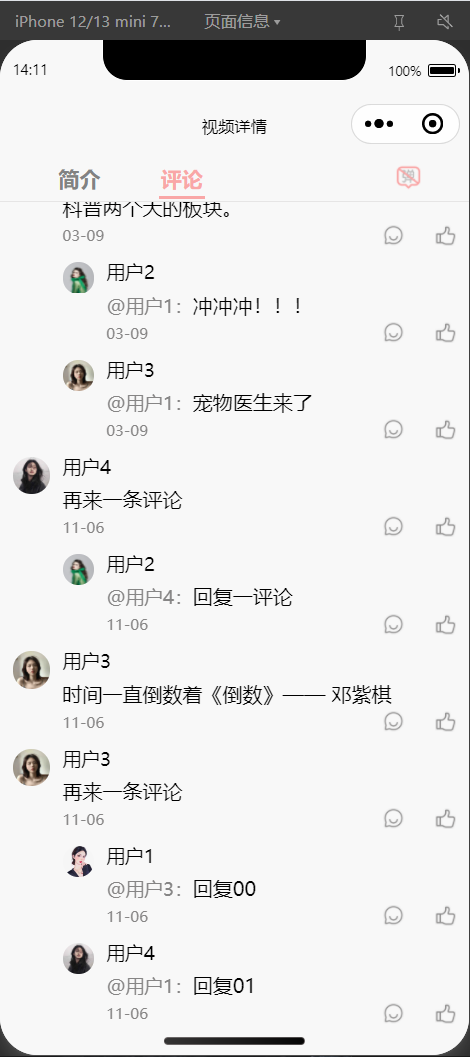 iPhone 12/13 mini 7... 页面信息
14:11 100%
视频详情
简介 评论 弹
科普两个大的板块。
03-09
用户2
@用户1：冲冲冲！！！
03-09
用户3
@用户1：宠物医生来了
03-09
用户4
再来一条评论
11-06
用户2
@用户4：回复一评论
11-06
用户3
时间一直倒数着《倒数》—— 邓紫棋
11-06
用户3
再来一条评论
11-06
用户1
@用户3：回复00
11-06
用户4
@用户1：回复01
11-06